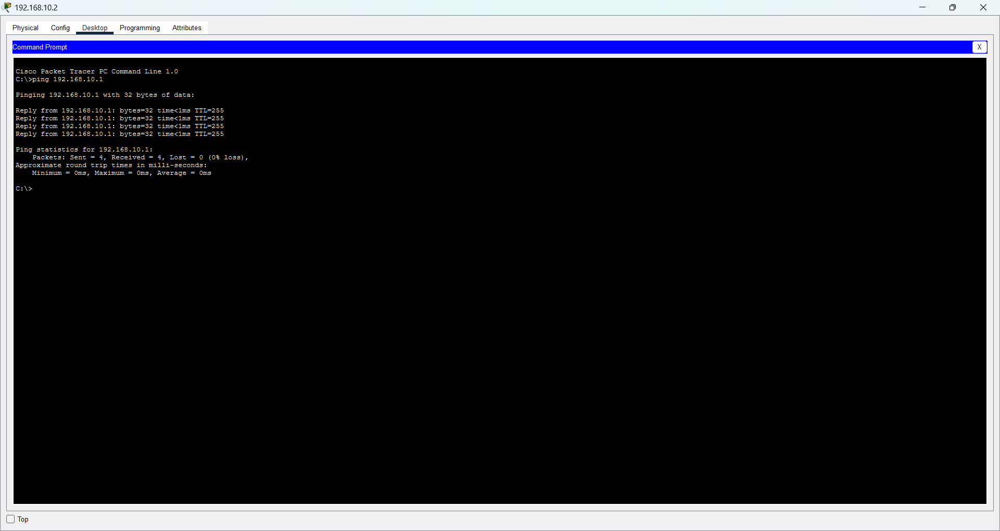 192.168.10.2
Physical Config Desktop Programming Attributes
Command Prompt X
Cisco Packet Tracer PC Command Line 1.0
C:\>ping 192.168.10.1
Pinging 192.168.10.1 with 32 bytes of data:
Reply from 192.168.10.1: bytes=32 time<1ms TTL=255
Reply from 192.168.10.1: bytes=32 time<1ms TTL=255
Reply from 192.168.10.1: bytes=32 time<1ms TTL=255
Reply from 192.168.10.1: bytes=32 time<1ms TTL=255
Ping statistics for 192.168.10.1:
    Packets: Sent = 4, Received = 4, Lost = 0 (0% loss),
Approximate round trip times in milli-seconds:
    Minimum = 0ms, Maximum = 0ms, Average = 0ms
C:\>
Top